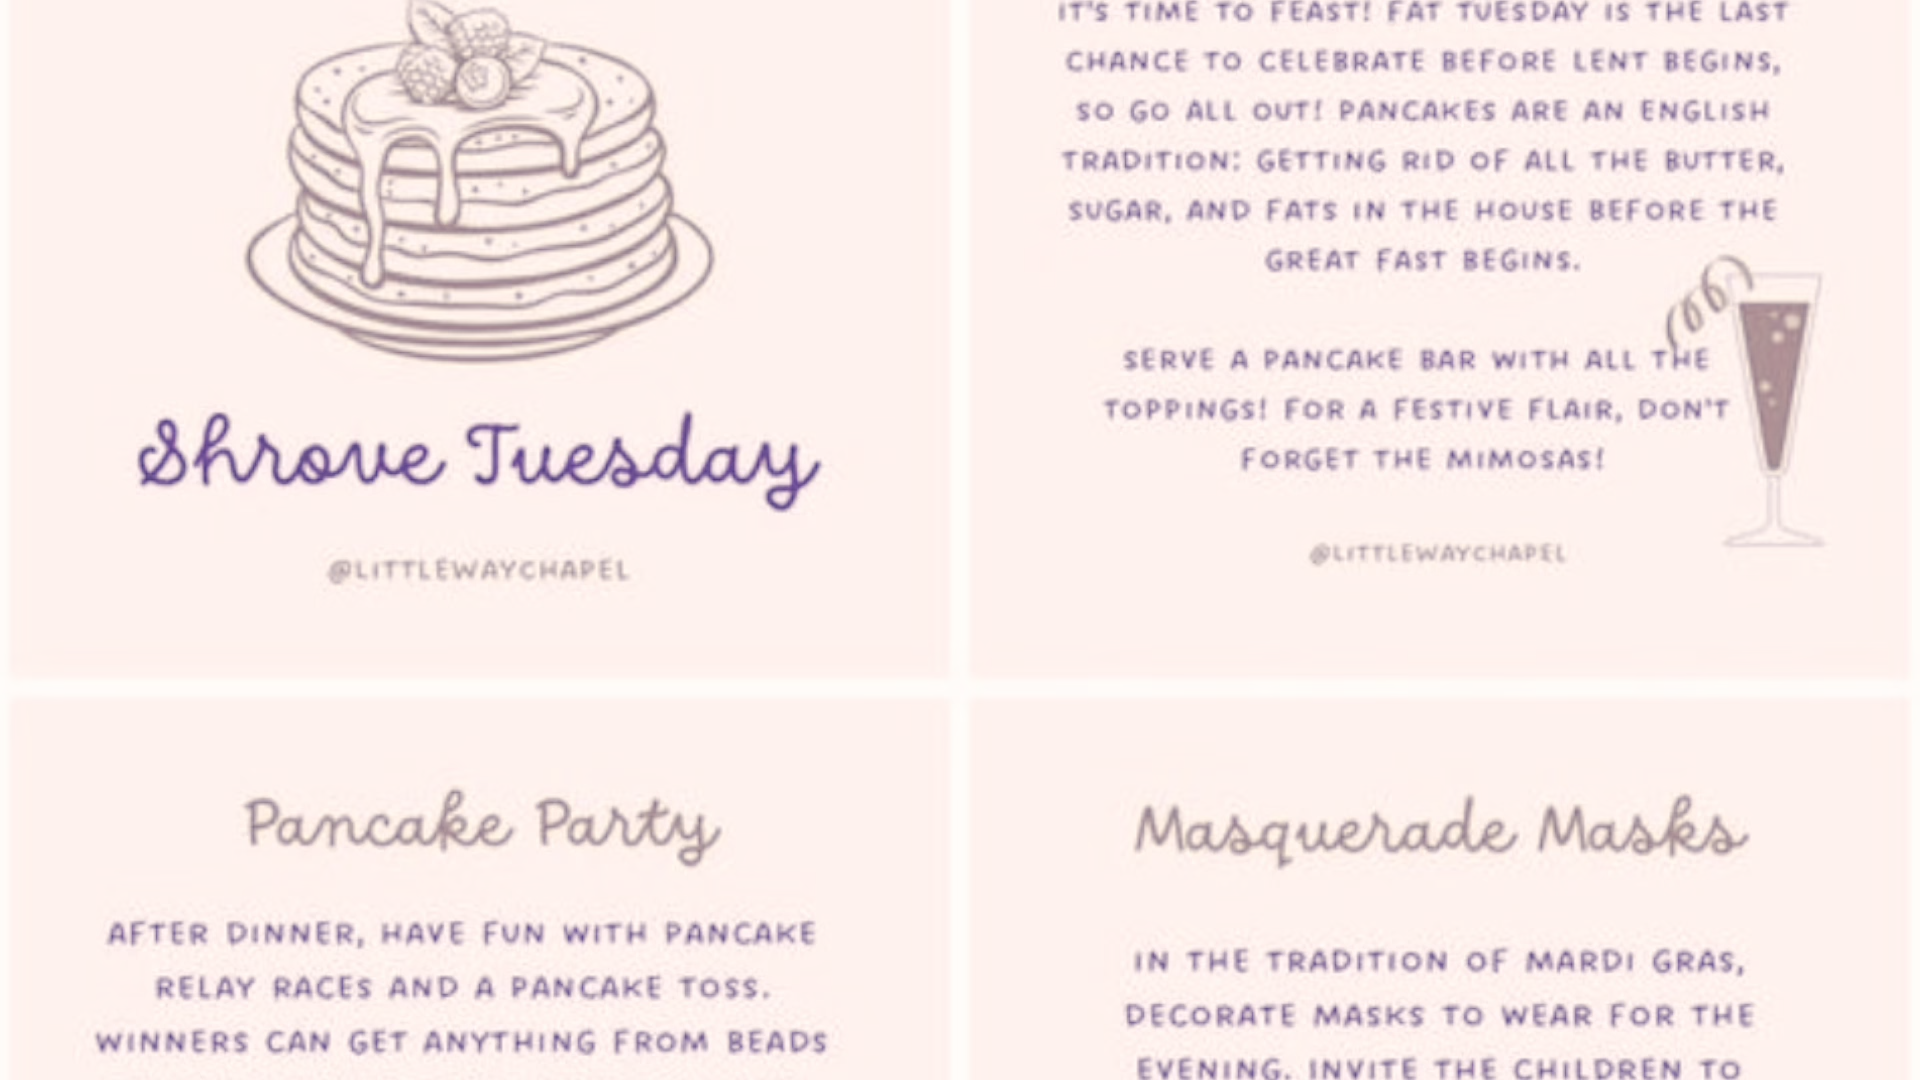 Shrove Tuesday
@LITTLEWAYCHAPEL
IT'S TIME TO FEAST! FAT TUESDAY IS THE LAST
CHANCE TO CELEBRATE BEFORE LENT BEGINS,
SO GO ALL OUT! PANCAKES ARE AN ENGLISH
TRADITION: GETTING RID OF ALL THE BUTTER,
SUGAR, AND FATS IN THE HOUSE BEFORE THE
GREAT FAST BEGINS.
SERVE A PANCAKE BAR WITH ALL THE
TOPPINGS! FOR A FESTIVE FLAIR, DON'T
FORGET THE MIMOSAS!
@LITTLEWAYCHAPEL
Pancake Party
AFTER DINNER, HAVE FUN WITH PANCAKE
RELAY RACES AND A PANCAKE TOSS.
WINNERS CAN GET ANYTHING FROM BEADS
Masquerade Masks
IN THE TRADITION OF MARDI GRAS,
DECORATE MASKS TO WEAR FOR THE
EVENING. INVITE THE CHILDREN TO